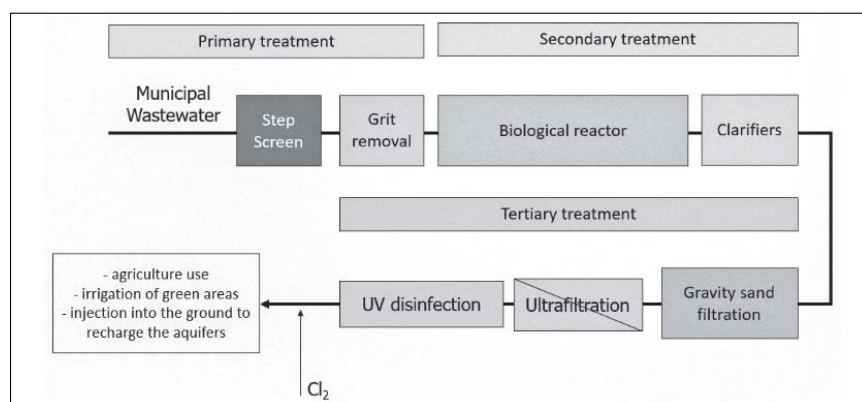 Primary treatment
Secondary treatment
Municipal
Wastewater
Step
Screen
Grit
removal
Biological reactor
Clarifiers
Tertiary treatment
- agriculture use
- irrigation of green areas
- injection into the ground to
recharge the aquifers
UV disinfection
Ultrafiltration
Gravity sand
filtration
Cl₂